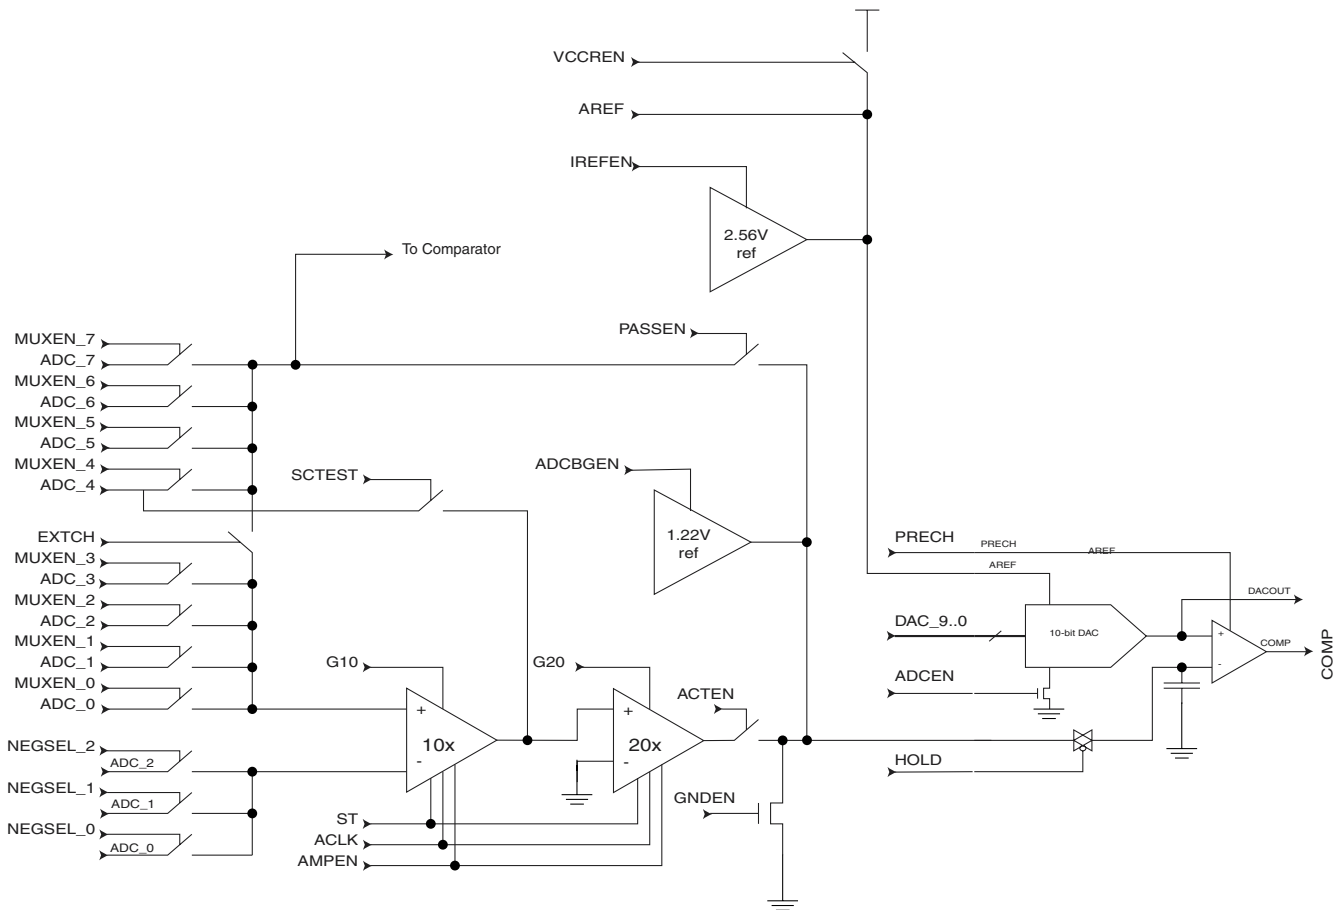 VCCREN
AREF
IREFEN
2.56V
ref
To Comparator
PASSEN
MUXEN_7
ADC_7
MUXEN_6
ADC_6
MUXEN_5
ADC_5
MUXEN_4
ADC_4
SCTEST
ADCBGEN
1.22V
ref
EXTCH
MUXEN_3
ADC_3
MUXEN_2
ADC_2
MUXEN_1
ADC_1
MUXEN_0
ADC_0
PRECH
PRECH
AREF
AREF
DACOUT
DAC_9..0
10-bit DAC
+
-
COMP
COMP
ADCEN
HOLD
G10
+
10x
-
G20
+
20x
-
ACTEN
NEGSEL_2
ADC_2
NEGSEL_1
ADC_1
NEGSEL_0
ADC_0
GNDEN
ST
ACLK
AMPEN